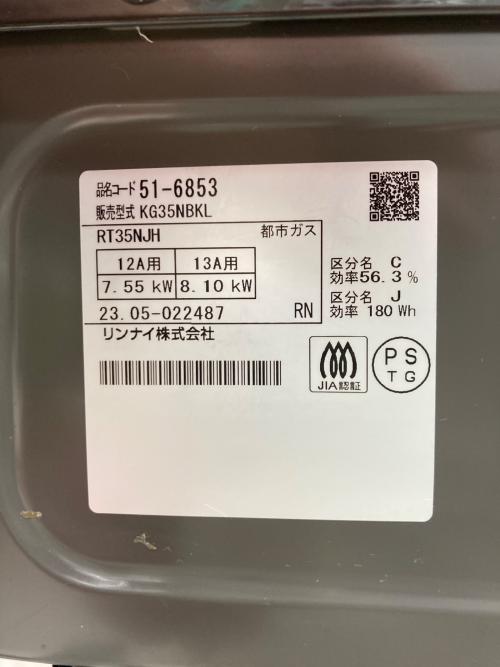 品名コード 51-6853
販売型式 KG35NBKL
RT35NJH 都市ガス
12A用 13A用
7.55 kW 8.10 kW
23.05-022487 RN
リンナイ株式会社
区分名 C
効率56.3 %
区分名 J
効率 180 Wh
JIA認証
PS
TG